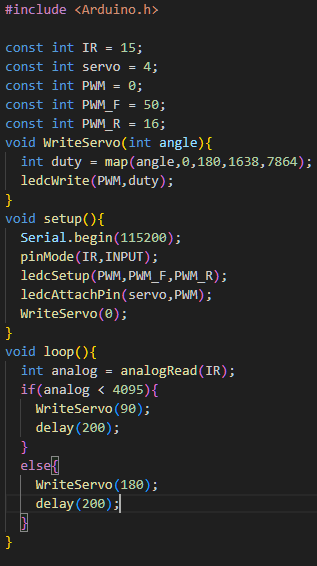 #include <Arduino.h>

const int IR = 15;
const int servo = 4;
const int PWM = 0;
const int PWM_F = 50;
const int PWM_R = 16;
void WriteServo(int angle){
  int duty = map(angle,0,180,1638,7864);
  ledcWrite(PWM,duty);
}
void setup(){
  Serial.begin(115200);
  pinMode(IR,INPUT);
  ledcSetup(PWM,PWM_F,PWM_R);
  ledcAttachPin(servo,PWM);
  WriteServo(0);
}
void loop(){
  int analog = analogRead(IR);
  if(analog < 4095){
    WriteServo(90);
    delay(200);
  }
  else{
    WriteServo(180);
    delay(200);
  }
}